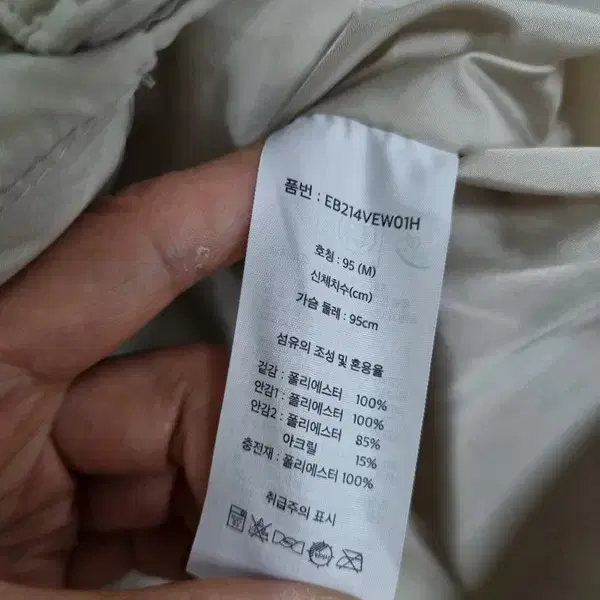 품번 : EB214VEW01H
호칭 : 95 (M)
신체치수(cm)
가슴 둘레 : 95cm
섬유의 조성 및 혼용율
겉감 : 폴리에스터 100%
안감1 : 폴리에스터 100%
안감2 : 폴리에스터 85%
아크릴 15%
충전재 : 폴리에스터 100%
취급주의 표시